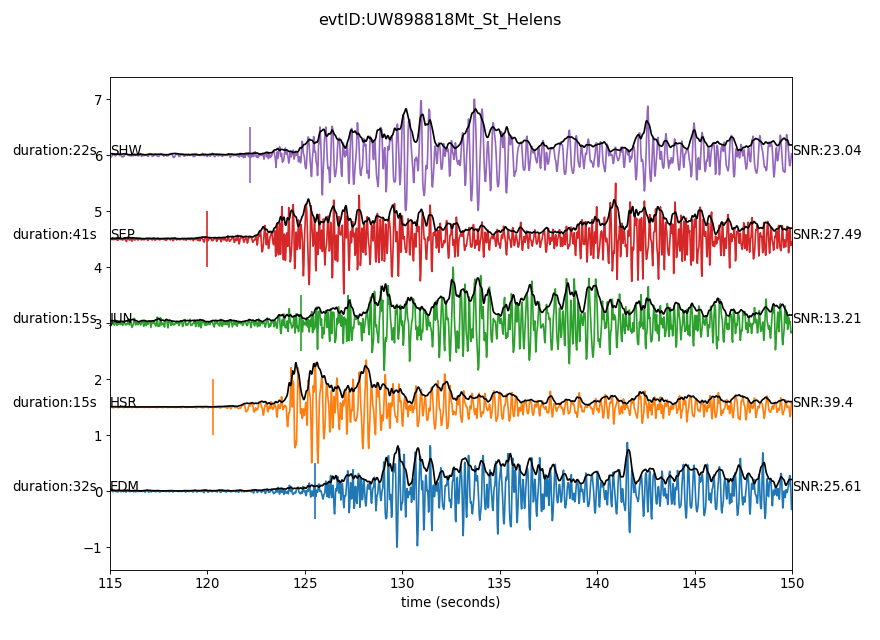 evtID:UW898818Mt_St_Helens
7
duration:22s 6 SHW SNR:23.04
5
duration:41s SEP SNR:27.49
4
duration:15s 3 JUN SNR:13.21
2
duration:15s HSR SNR:39.4
1
duration:32s 0 EDM SNR:25.61
−1
115 120 125 130 135 140 145 150
time (seconds)